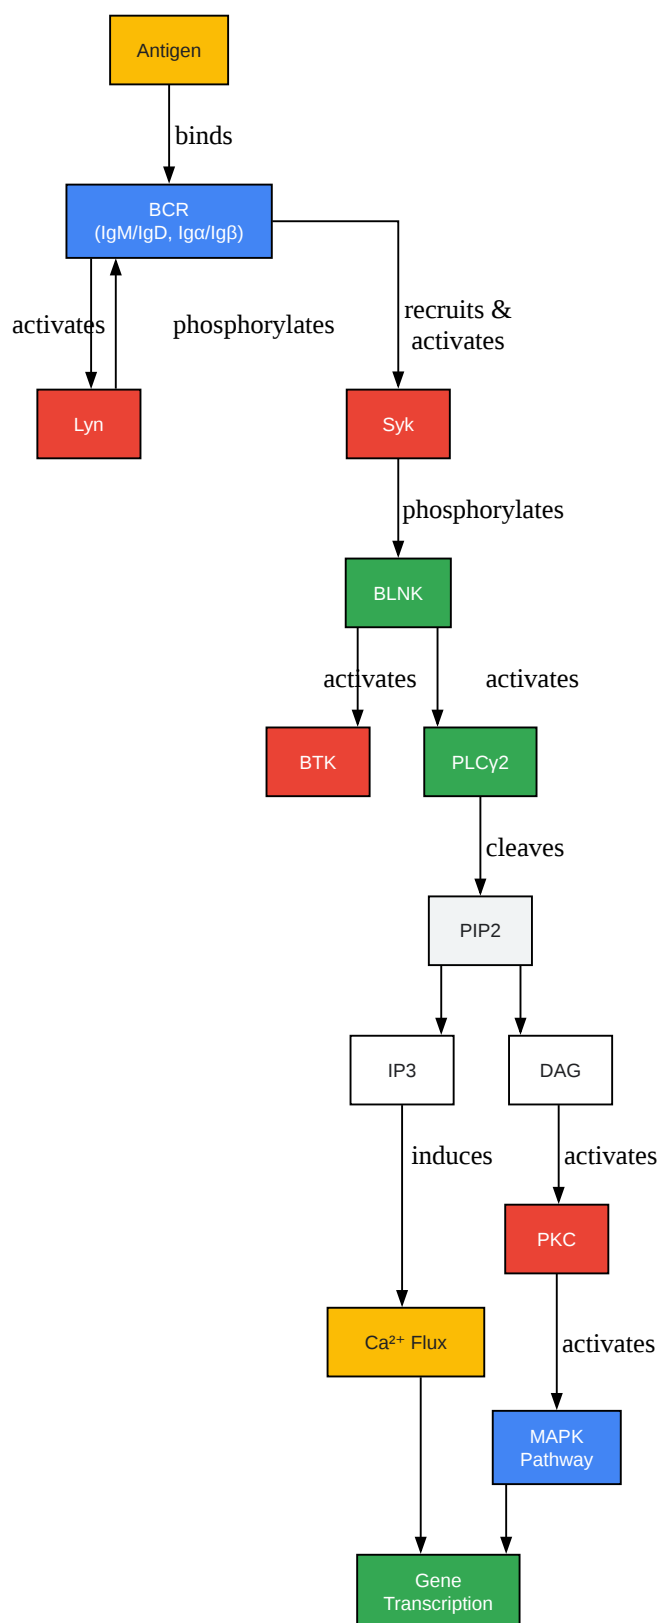 Antigen
binds
BCR
(IgM/IgD, Igα/Igβ)
activates
phosphorylates
recruits &
activates
Lyn
Syk
phosphorylates
BLNK
activates
activates
BTK
PLCγ2
cleaves
PIP2
IP3
DAG
induces
activates
PKC
Ca²⁺ Flux
activates
MAPK
Pathway
Gene
Transcription